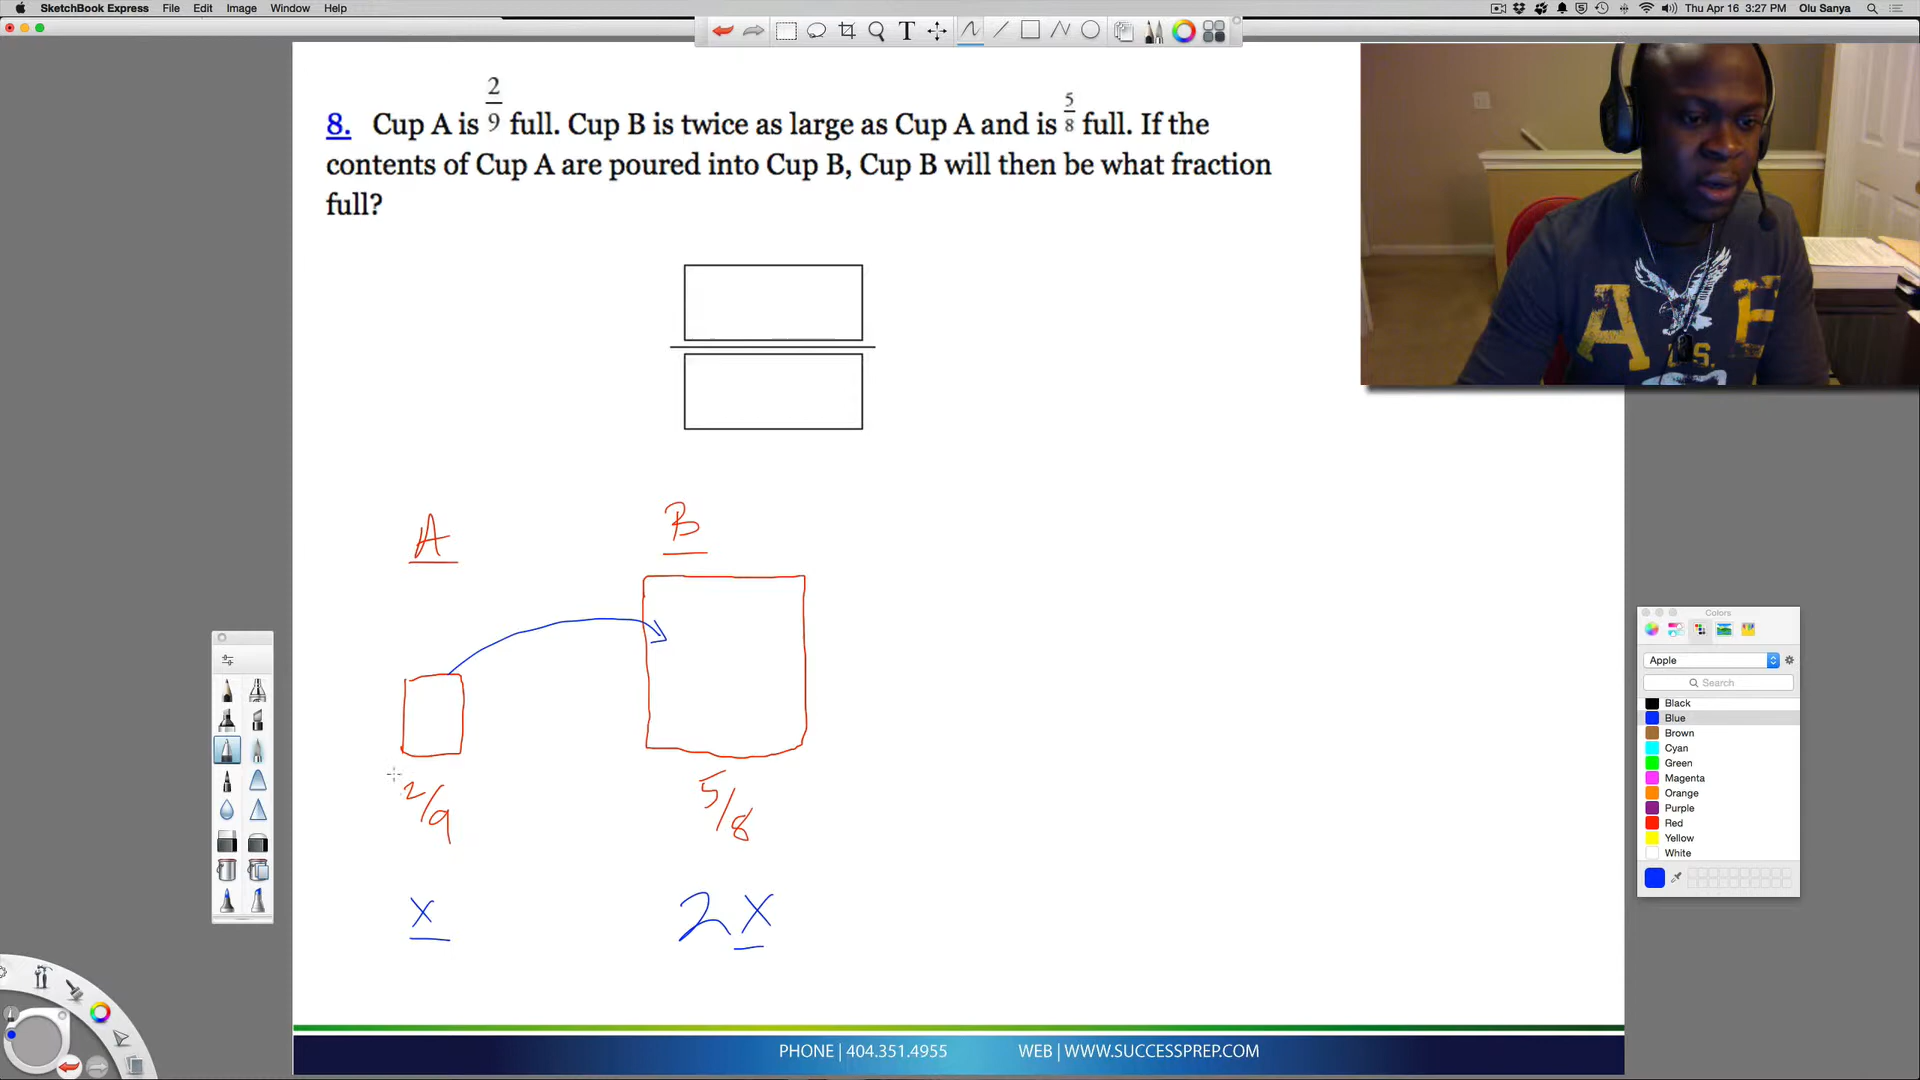 SketchBook Express File Edit Image Window Help
Thu Apr 16 3:27 PM Olu Sanya
8. Cup A is 2/9 full. Cup B is twice as large as Cup A and is 5/8 full. If the
contents of Cup A are poured into Cup B, Cup B will then be what fraction
full?
A B
2/9 5/8
x 2x
Colors
Apple
Search
Black
Blue
Brown
Cyan
Green
Magenta
Orange
Purple
Red
Yellow
White
PHONE | 404.351.4955 WEB | WWW.SUCCESSPREP.COM
A E
U.S.